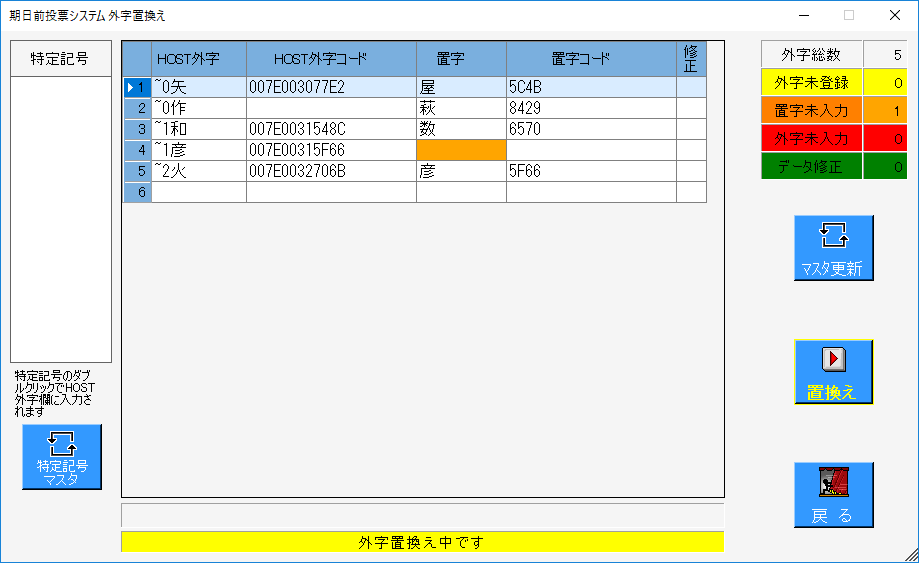 期日前投票システム 外字置換え
特定記号
HOST外字 HOST外字コード 置字 置字コード 修正
1 ~0矢 007E003077E2 屋 5C4B
2 ~0作 萩 8429
3 ~1和 007E0031548C 数 6570
4 ~1彦 007E00315F66
5 ~2火 007E0032706B 彦 5F66
6
外字総数 5
外字未登録 0
置字未入力 1
外字未入力 0
データ修正 0
マスタ更新
置換え
戻る
特定記号のダブ
ルクリックでHOST
外字欄に入力さ
れます
特定記号
マスタ
外字置換え中です